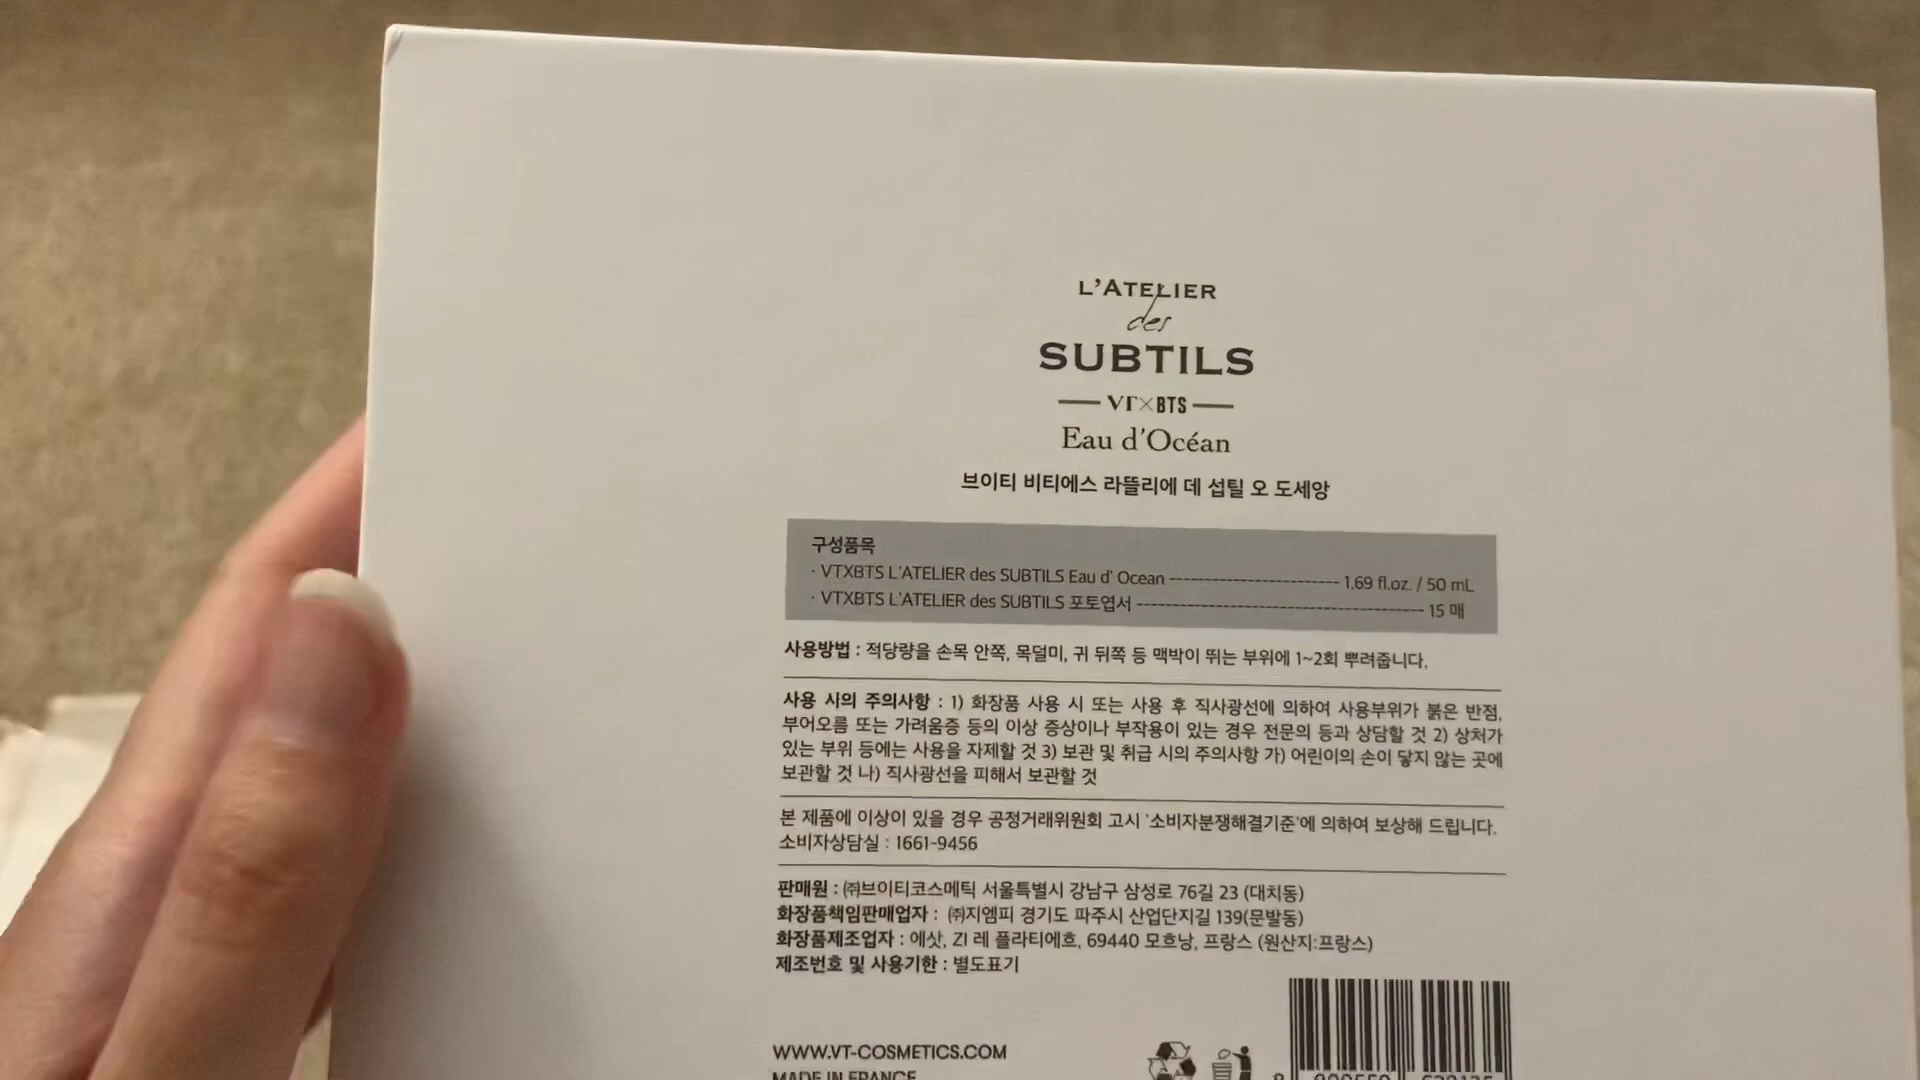 L'ATELIER
des
SUBTILS
VT×BTS
Eau d'Océan
브이티 비티에스 라뜰리에 데 섭틸 오 도세앙
구성품목
· VTXBTS L'ATELIER des SUBTILS Eau d' Ocean ------------------------ 1.69 fl.oz. / 50 mL
· VTXBTS L'ATELIER des SUBTILS 포토엽서 ---------------------------------------- 15 매
사용방법 : 적당량을 손목 안쪽, 목덜미, 귀 뒤쪽 등 맥박이 뛰는 부위에 1~2회 뿌려줍니다.
사용 시의 주의사항 : 1) 화장품 사용 시 또는 사용 후 직사광선에 의하여 사용부위가 붉은 반점,
부어오름 또는 가려움증 등의 이상 증상이나 부작용이 있는 경우 전문의 등과 상담할 것 2) 상처가
있는 부위 등에는 사용을 자제할 것 3) 보관 및 취급 시의 주의사항 가) 어린이의 손이 닿지 않는 곳에
보관할 것 나) 직사광선을 피해서 보관할 것
본 제품에 이상이 있을 경우 공정거래위원회 고시 '소비자분쟁해결기준'에 의하여 보상해 드립니다.
소비자상담실 : 1661-9456
판매원 : ㈜브이티코스메틱 서울특별시 강남구 삼성로 76길 23 (대치동)
화장품책임판매업자 : ㈜지엠피 경기도 파주시 산업단지길 139(문발동)
화장품제조업자 : 에삿, ZI 레 플라티에흐, 69440 모흐낭, 프랑스 (원산지:프랑스)
제조번호 및 사용기한 : 별도표기
WWW.VT-COSMETICS.COM
MADE IN FRANCE